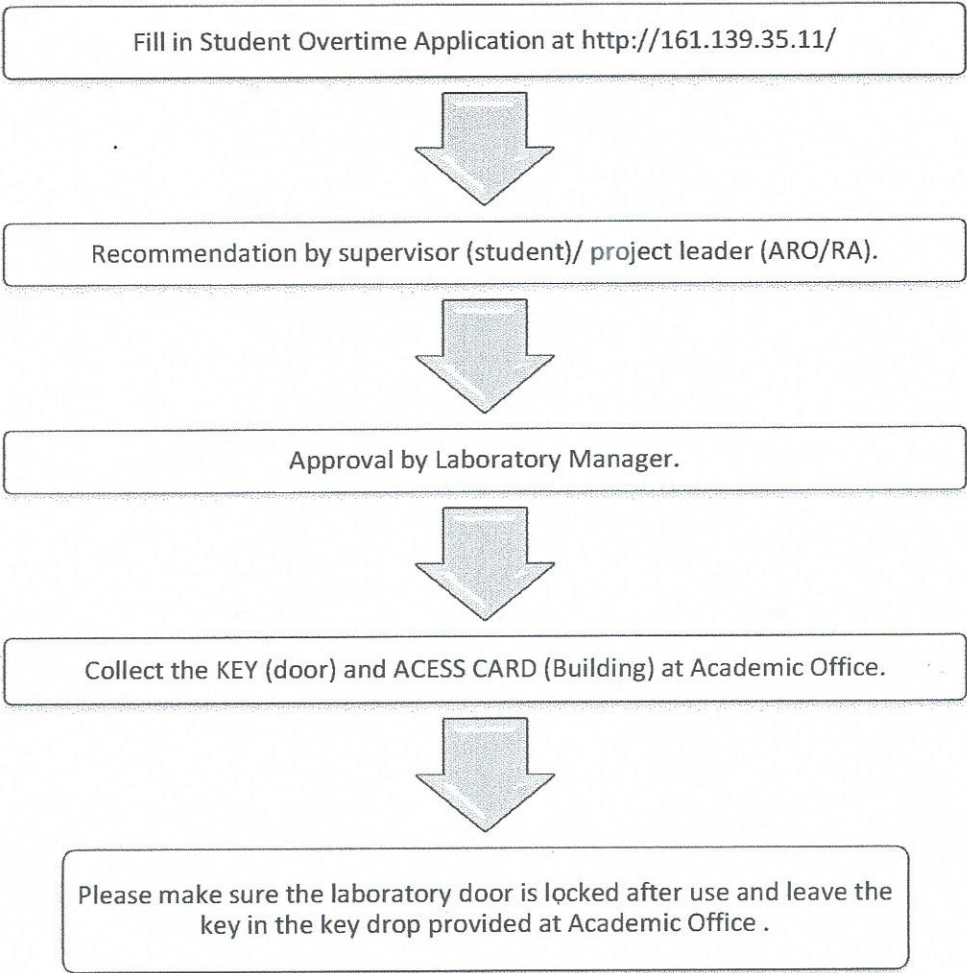 Fill in Student Overtime Application at http://161.139.35.11/
Recommendation by supervisor (student)/ project leader (ARO/RA).
Approval by Laboratory Manager.
Collect the KEY (door) and ACESS CARD (Building) at Academic Office.
Please make sure the laboratory door is locked after use and leave the
key in the key drop provided at Academic Office .